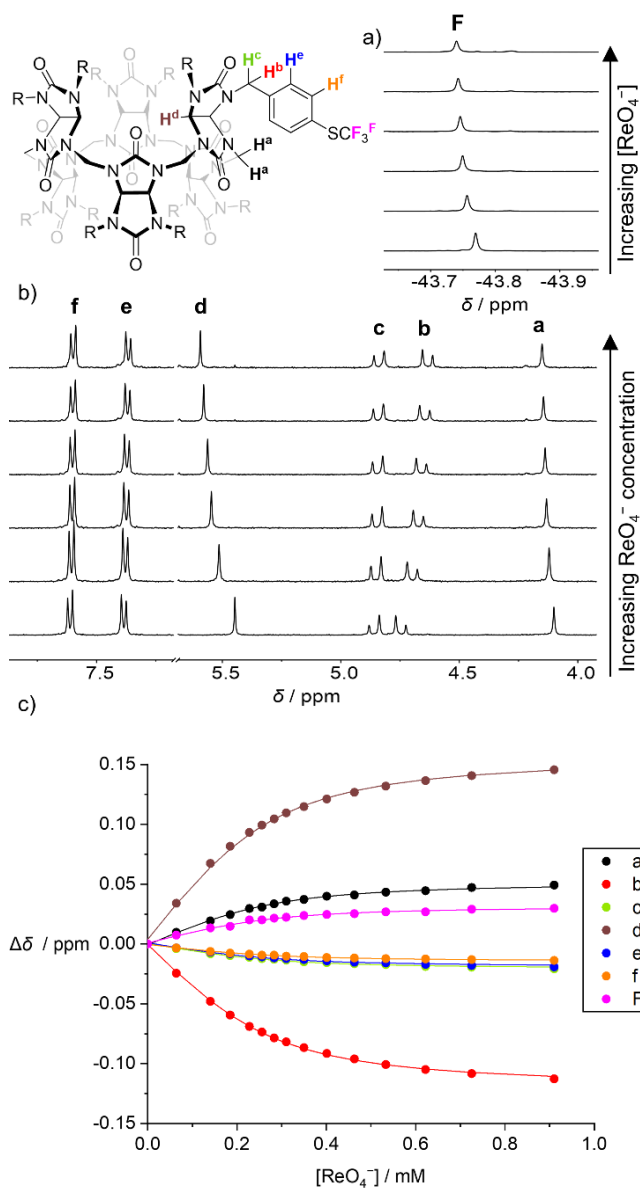 a)
F
Hᶜ
Hᵇ
Hᵉ
Hᶠ
Hᵈ
SCF₃ᶠ
Hᵃ
Hᵃ
O
R
N
Increasing [ReO₄⁻]
-43.7 -43.8 -43.9
δ / ppm
b)
f e d c b a
Increasing ReO₄⁻ concentration
7.5 5.5 5.0 4.5 4.0
δ / ppm
c)
0.15
0.10
0.05
0.00
-0.05
-0.10
-0.15
Δδ / ppm
0.0 0.2 0.4 0.6 0.8 1.0
[ReO₄⁻] / mM
a
b
c
d
e
f
F